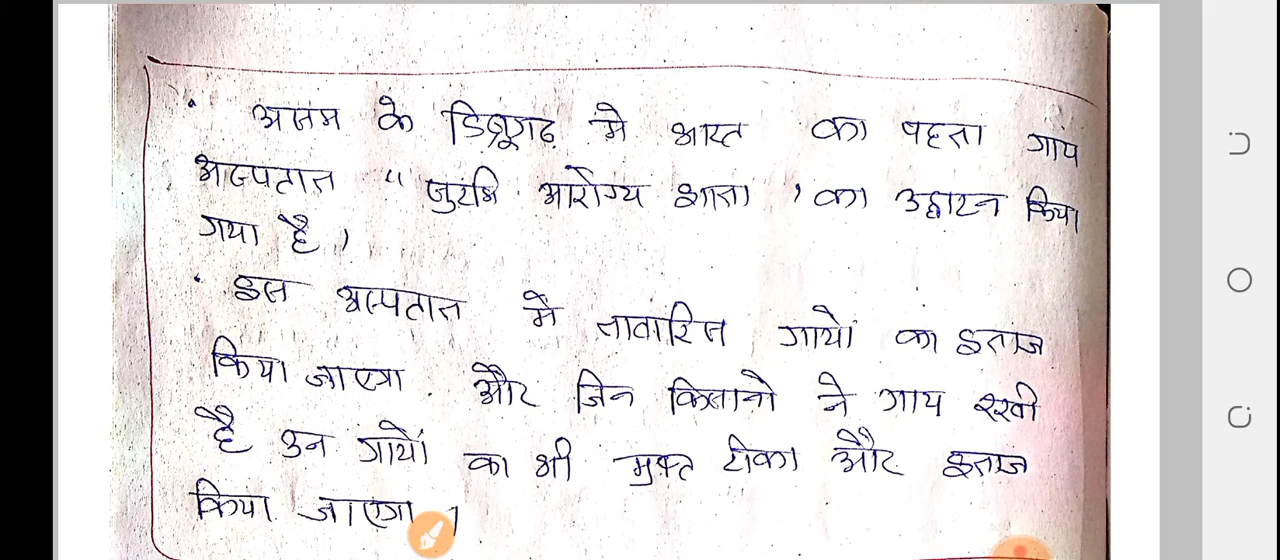 • असम के डिब्रूगढ़ में भारत का पहला गाय
अस्पताल "सुरभि आरोग्य शाला" का उद्घाटन किया
गया है।
• इस अस्पताल में लावारिस गायों का इलाज
किया जाएगा और जिन किसानो ने गाय रखी
है उन गायों का भी मुफ्त टीका और इलाज
किया जाएगा।